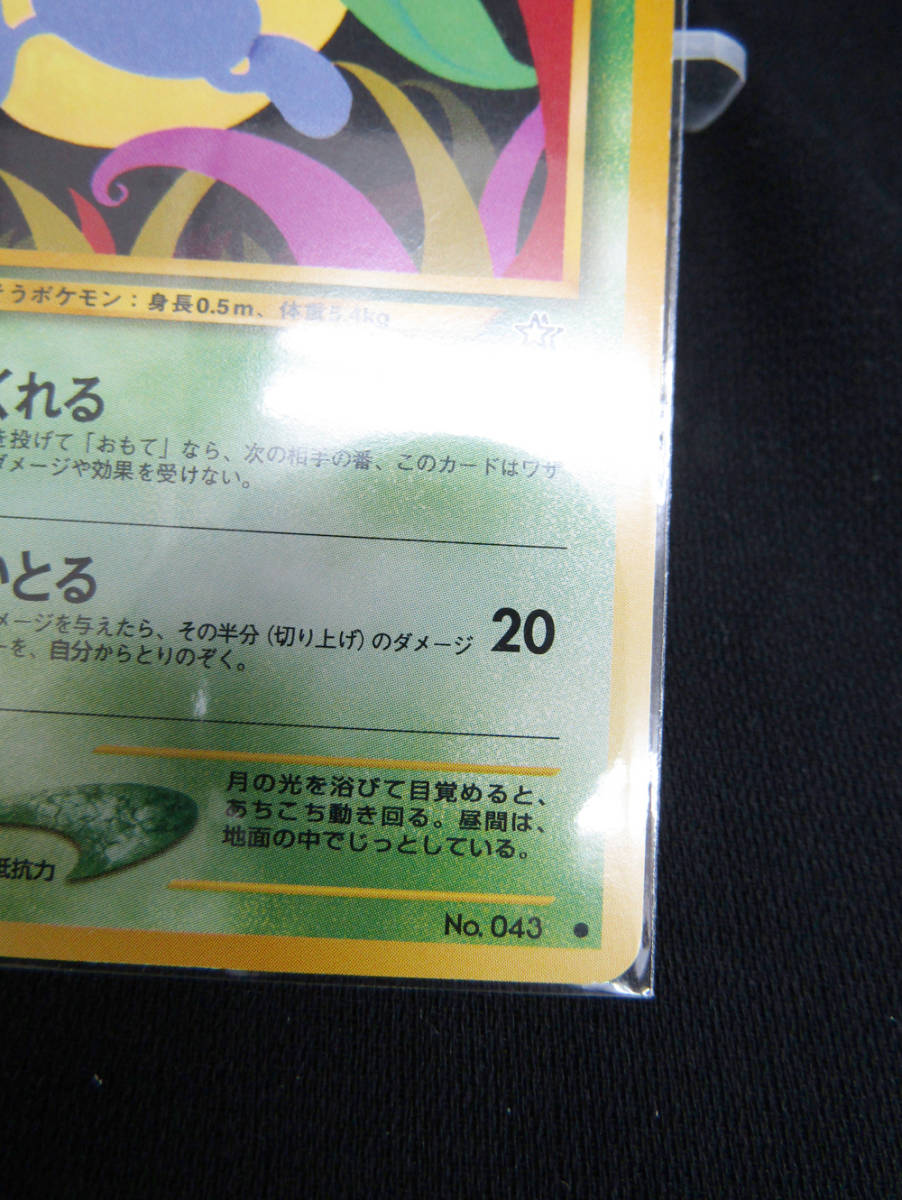 そうポケモン：身長0.5m、体重5.4kg
くれる
を投げて「おもて」なら、次の相手の番、このカードはワザ
ダメージや効果を受けない。
いとる
メージを与えたら、その半分（切り上げ）のダメージ 20
ーを、自分からとりのぞく。
月の光を浴びて目覚めると、
あちこち動き回る。昼間は、
地面の中でじっとしている。
抵抗力
No. 043 ●